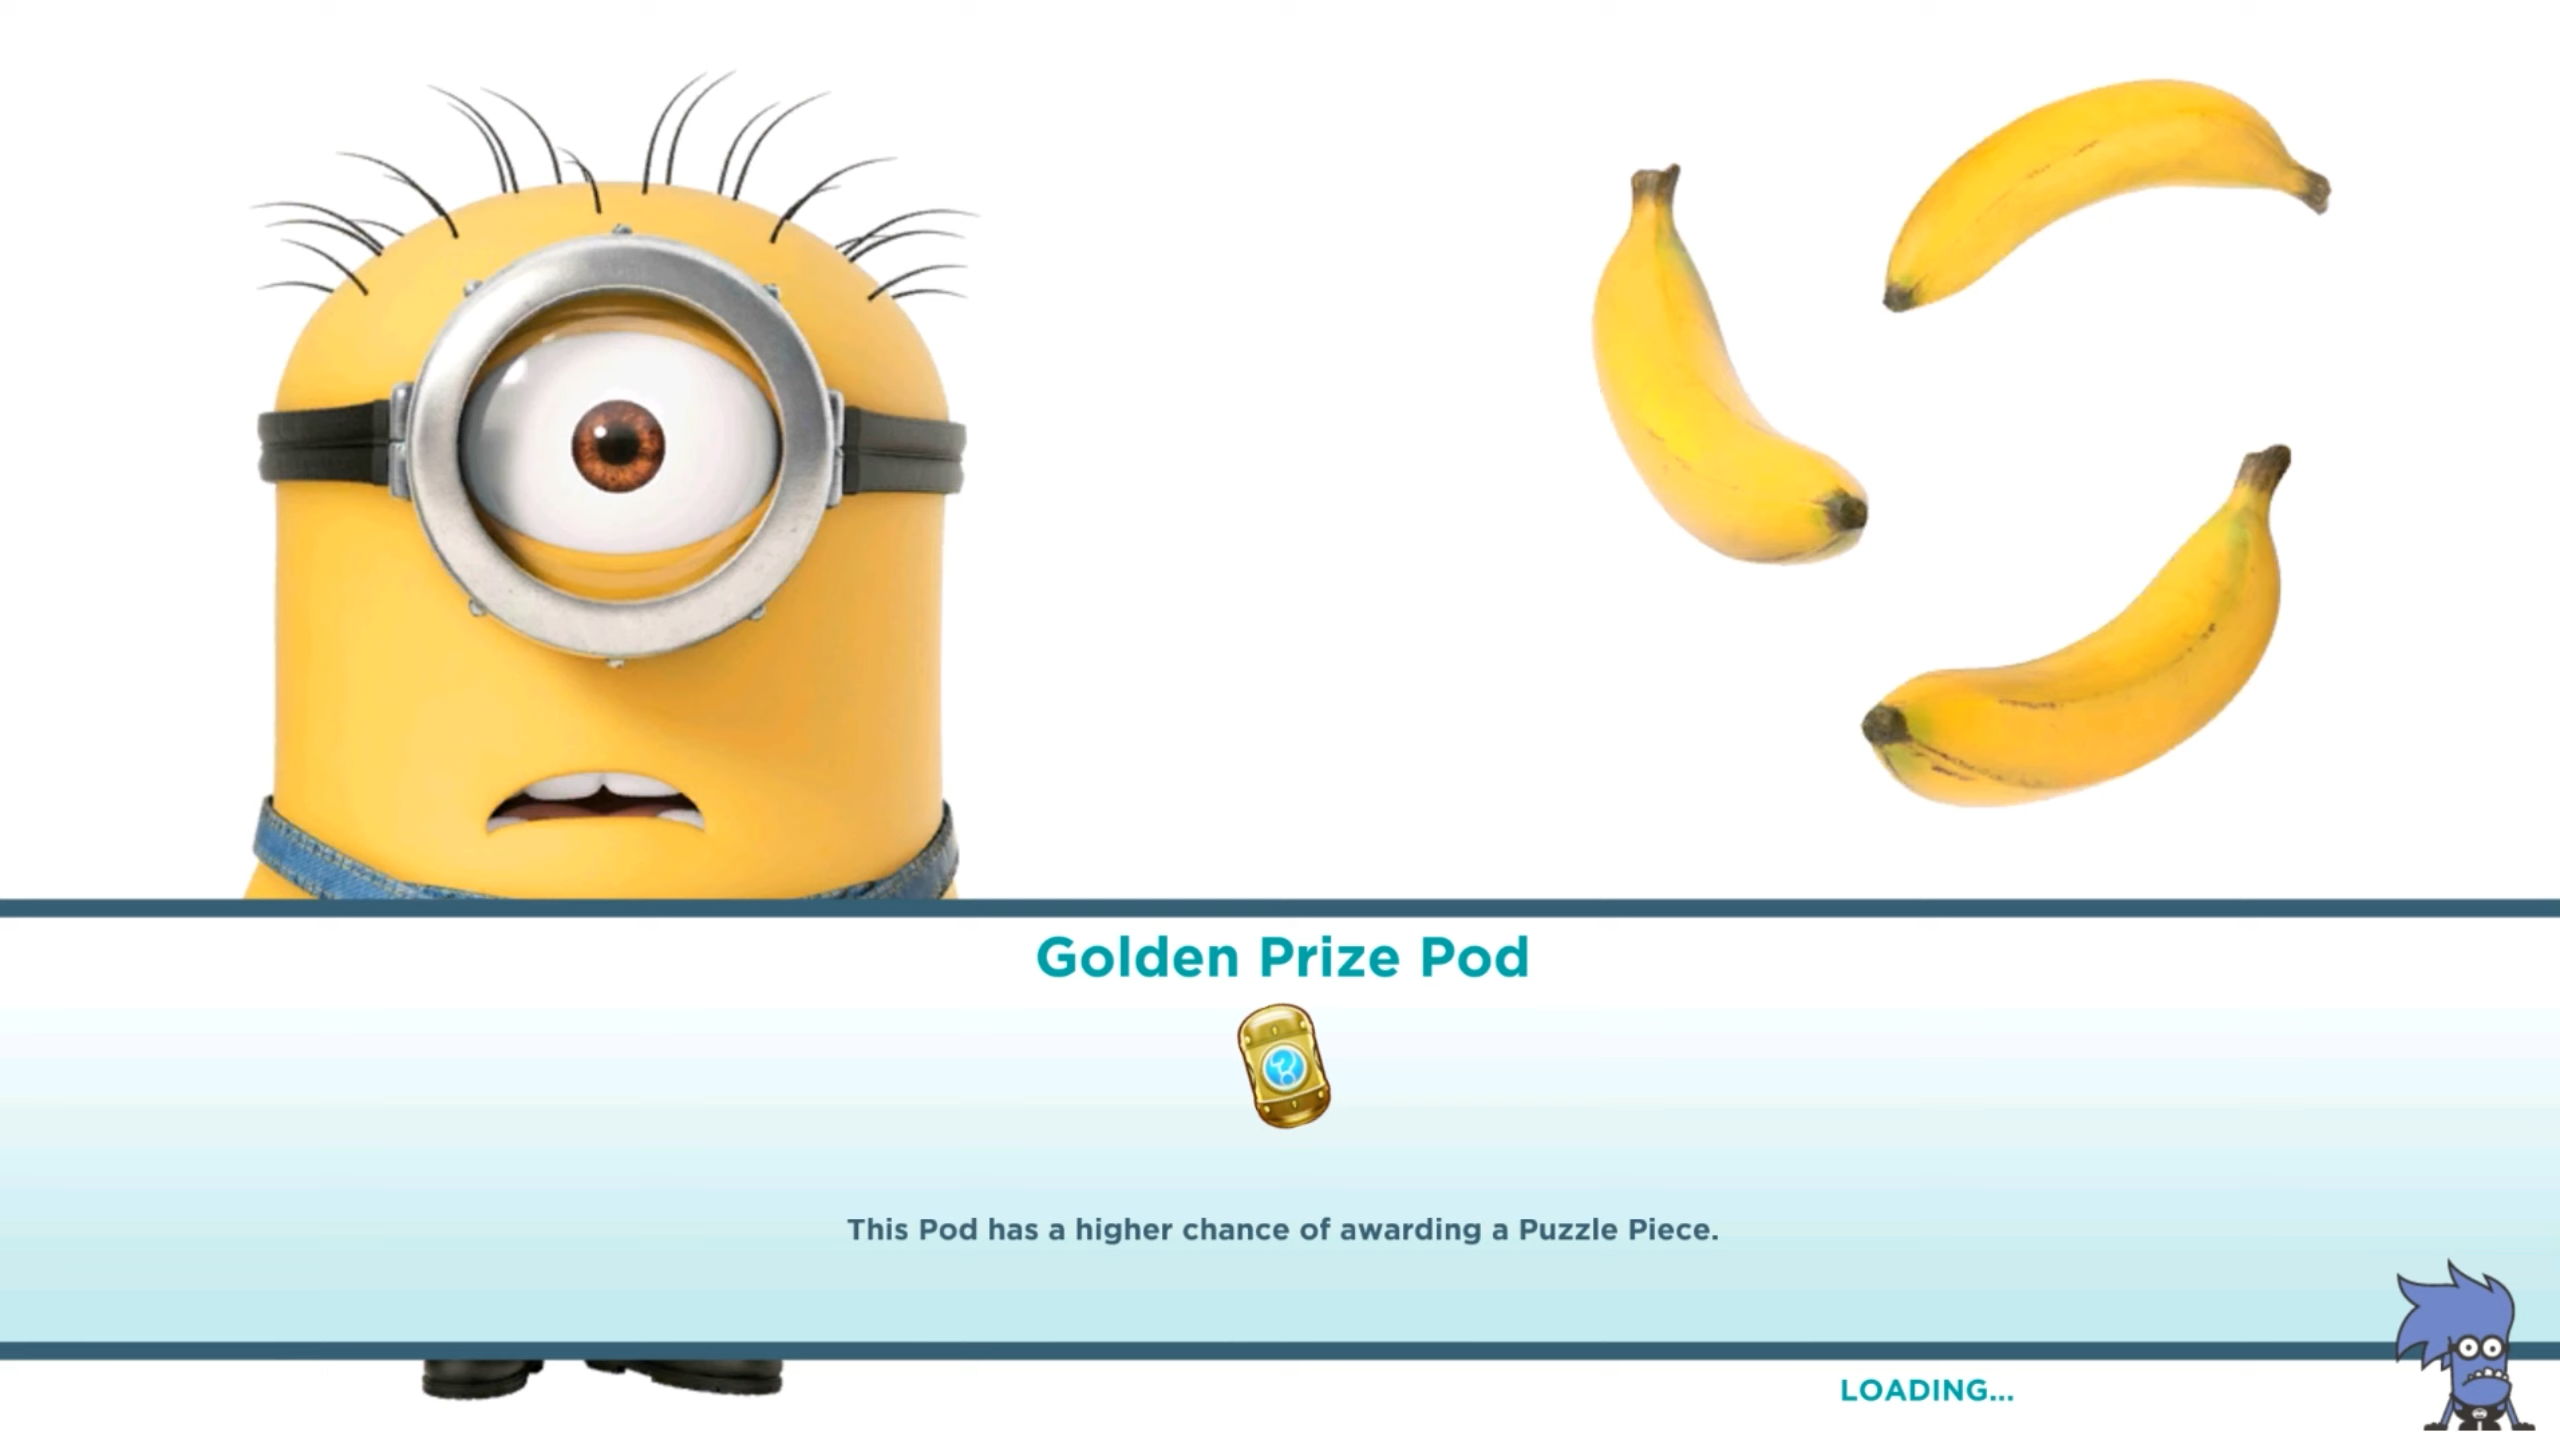 Golden Prize Pod
This Pod has a higher chance of awarding a Puzzle Piece.
LOADING...